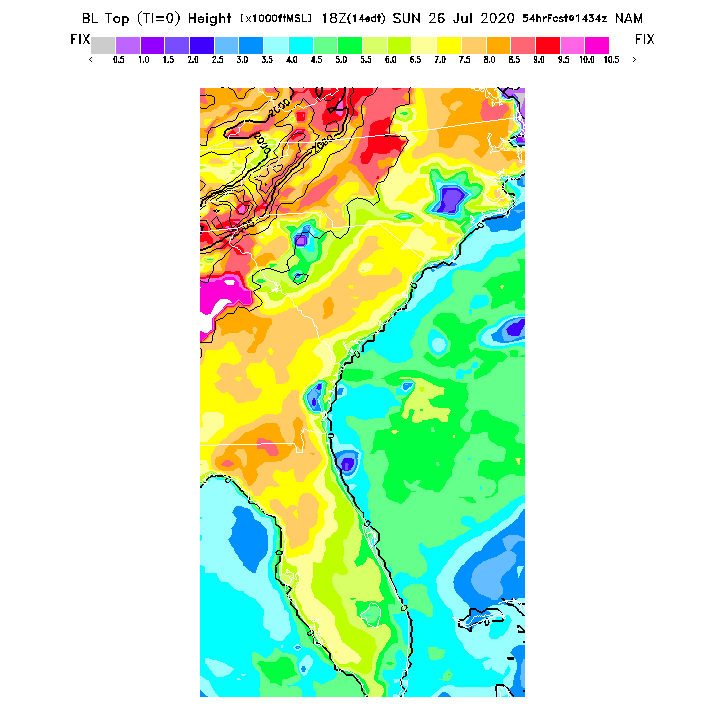 BL Top (TI=0) Height [x1000ftMSL] 18Z(14edt) SUN 26 Jul 2020 54hrFcst@1434z NAM
FIX FIX
< 0.5 1.0 1.5 2.0 2.5 3.0 3.5 4.0 4.5 5.0 5.5 6.0 6.5 7.0 7.5 8.0 8.5 9.0 9.5 10.0 10.5 >
2000
2000
2000